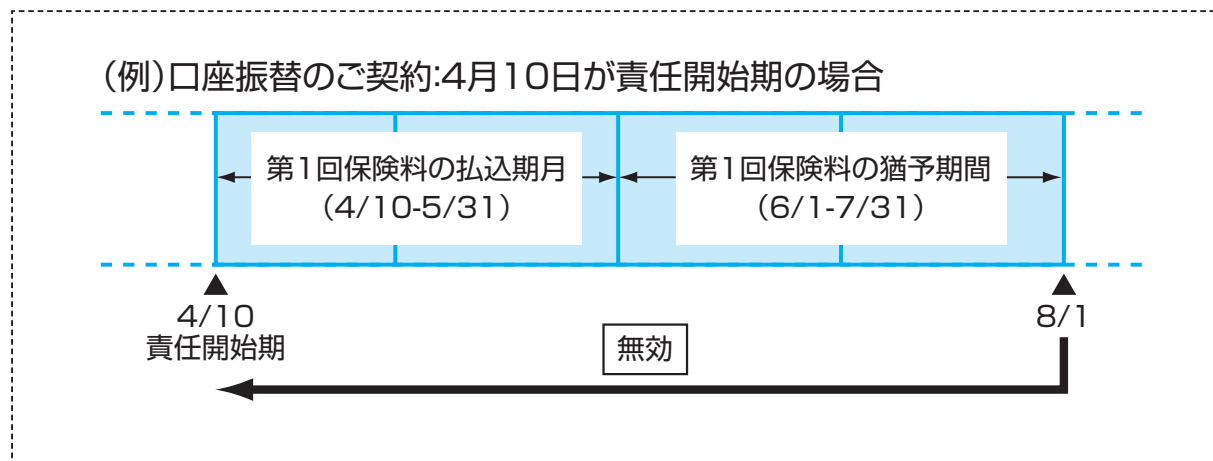 (例)口座振替のご契約:4月10日が責任開始期の場合
第1回保険料の払込期月
(4/10-5/31)
第1回保険料の猶予期間
(6/1-7/31)
4/10
責任開始期
8/1
無効